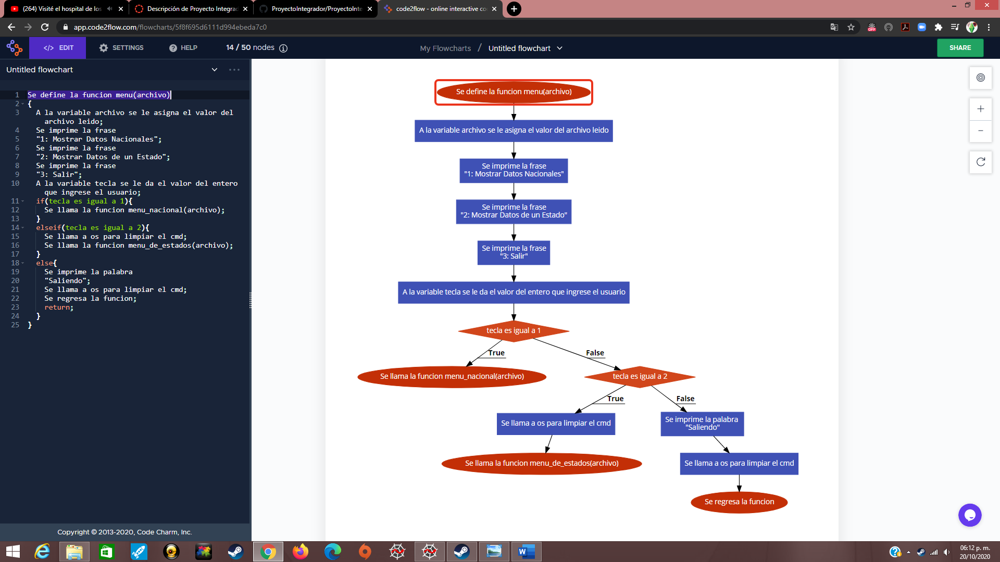 (264) Visité el hospital de los
Descripción de Proyecto Integrad
ProyectoIntegrador/ProyectoInte
code2flow - online interactive co
app.code2flow.com/flowcharts/5f8f695d6111d994ebeda7c0
OFF
</> EDIT
SETTINGS
HELP
14 / 50 nodes
My Flowcharts / Untitled flowchart
SHARE
Untitled flowchart
1 Se define la funcion menu(archivo)
2 {
3 A la variable archivo se le asigna el valor del
archivo leido;
4 Se imprime la frase
5 "1: Mostrar Datos Nacionales";
6 Se imprime la frase
7 "2: Mostrar Datos de un Estado";
8 Se imprime la frase
9 "3: Salir";
10 A la variable tecla se le da el valor del entero
que ingrese el usuario;
11 if(tecla es igual a 1){
12 Se llama la funcion menu_nacional(archivo);
13 }
14 elseif(tecla es igual a 2){
15 Se llama a os para limpiar el cmd;
16 Se llama la funcion menu_de_estados(archivo);
17 }
18 else{
19 Se imprime la palabra
20 "Saliendo";
21 Se llama a os para limpiar el cmd;
22 Se regresa la funcion;
23 return;
24 }
25 }
Copyright © 2013-2020, Code Charm, Inc.
Se define la funcion menu(archivo)
A la variable archivo se le asigna el valor del archivo leido
Se imprime la frase
"1: Mostrar Datos Nacionales"
Se imprime la frase
"2: Mostrar Datos de un Estado"
Se imprime la frase
"3: Salir"
A la variable tecla se le da el valor del entero que ingrese el usuario
tecla es igual a 1
True
False
Se llama la funcion menu_nacional(archivo)
tecla es igual a 2
True
False
Se llama a os para limpiar el cmd
Se imprime la palabra
"Saliendo"
Se llama la funcion menu_de_estados(archivo)
Se llama a os para limpiar el cmd
Se regresa la funcion
06:12 p. m.
20/10/2020